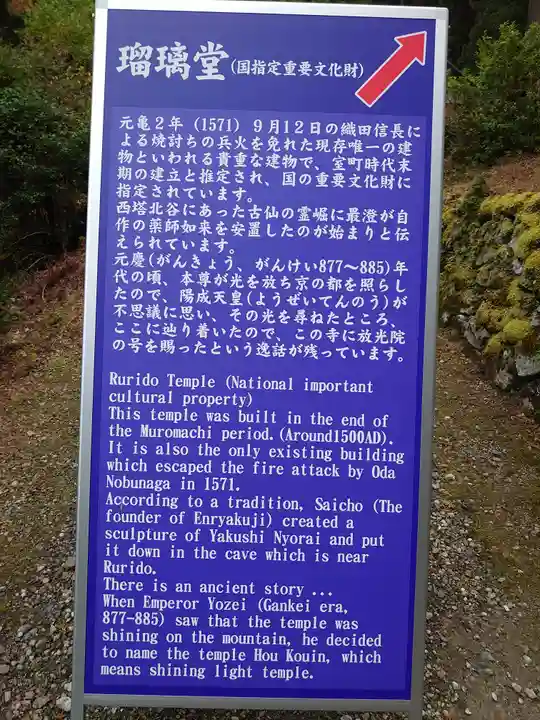 瑠璃堂(国指定重要文化財)
元亀2年 (1571) 9月12日の織田信長に
よる焼討ちの兵火を免れた現存唯一の建
物といわれる貴重な建物で、室町時代末
期の建立と推定され、国の重要文化財に
指定されています。
西塔北谷にあった古仙の霊崛に最澄が自
作の薬師如来を安置したのが始まりと伝
えられています。
元慶(がんきょう、がんけい877～885)年
代の頃、本尊が光を放ち京の都を照らし
たので、陽成天皇(ようぜいてんのう)が
不思議に思い、その光を尋ねたところ、
ここに辿り着いたので、この寺に放光院
の号を賜ったという逸話が残っています。
Rurido Temple (National important
cultural property)
This temple was built in the end of
the Muromachi period.(Around1500AD).
It is also the only existing building
which escaped the fire attack by Oda
Nobunaga in 1571.
According to a tradition, Saicho (The
founder of Enryakuji) created a
sculpture of Yakushi Nyorai and put
it down in the cave which is near
Rurido.
There is an ancient story ...
When Emperor Yozei (Gankei era,
877-885) saw that the temple was
shining on the mountain, he decided
to name the temple Hou Kouin, which
means shining light temple.